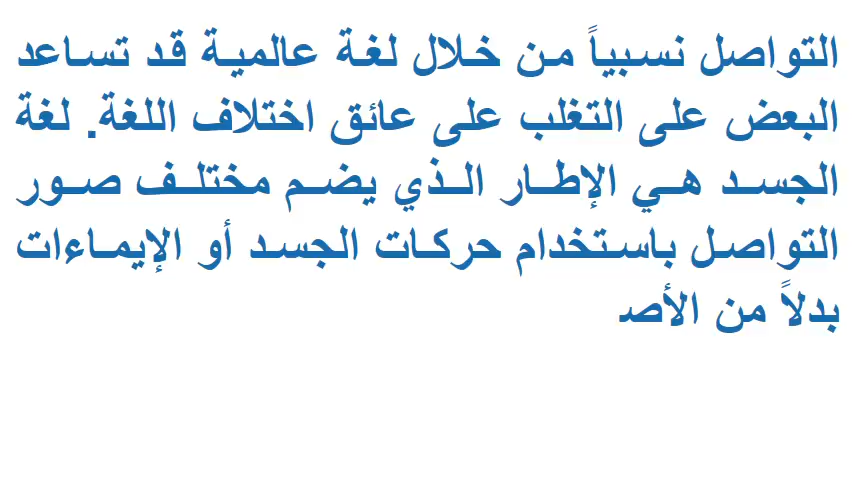 التواصل نسبياً من خلال لغة عالمية قد تساعد
البعض على التغلب على عائق اختلاف اللغة. لغة
الجسد هي الإطار الذي يضم مختلف صور
التواصل باستخدام حركات الجسد أو الإيماءات
بدلاً من الأصـ